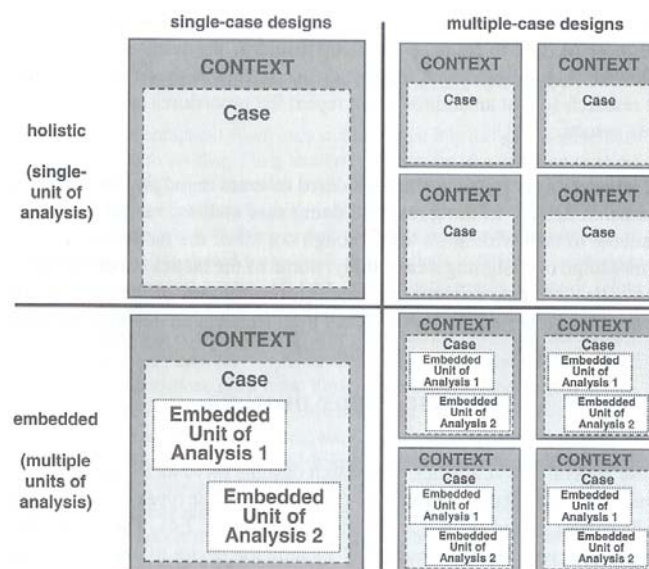 single-case designs
multiple-case designs
holistic
(single-
unit of
analysis)
CONTEXT
Case
CONTEXT
Case
CONTEXT
Case
CONTEXT
Case
CONTEXT
Case
embedded
(multiple
units of
analysis)
CONTEXT
Case
Embedded
Unit of
Analysis 1
Embedded
Unit of
Analysis 2
CONTEXT
Case
Embedded
Unit of
Analysis 1
Embedded
Unit of
Analysis 2
CONTEXT
Case
Embedded
Unit of
Analysis 1
Embedded
Unit of
Analysis 2
CONTEXT
Case
Embedded
Unit of
Analysis 1
Embedded
Unit of
Analysis 2
CONTEXT
Case
Embedded
Unit of
Analysis 1
Embedded
Unit of
Analysis 2